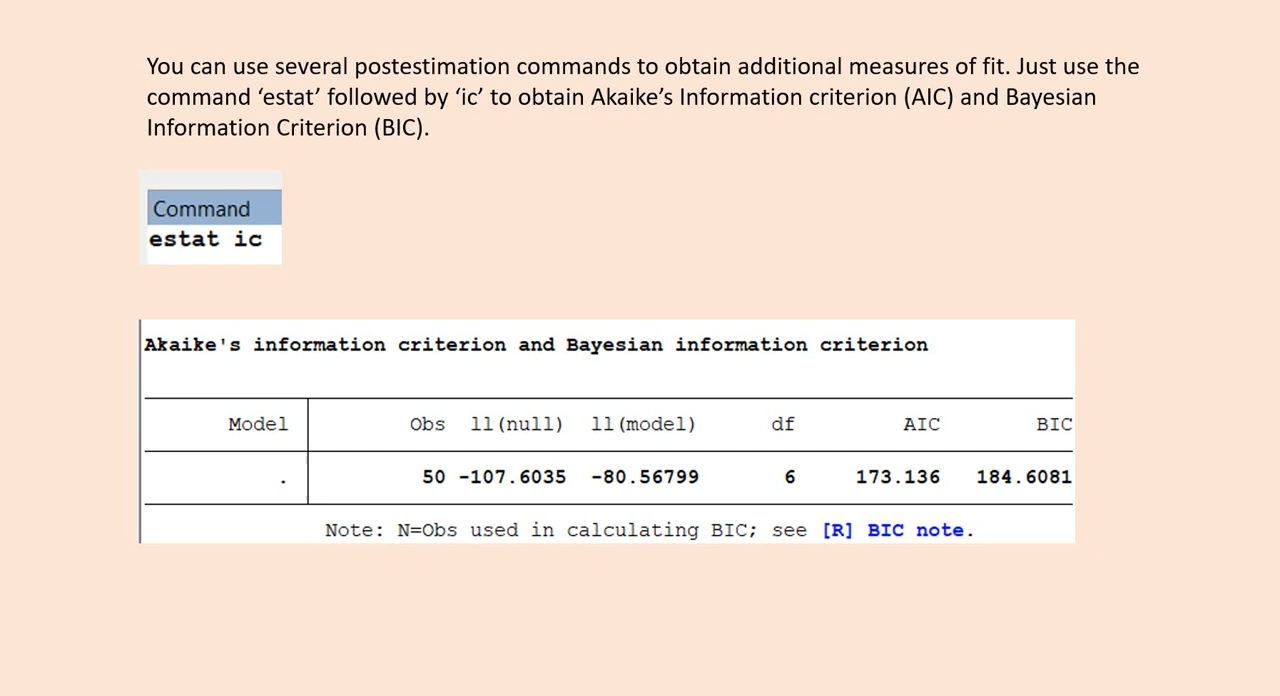 You can use several postestimation commands to obtain additional measures of fit. Just use the
command ‘estat’ followed by ‘ic’ to obtain Akaike’s Information criterion (AIC) and Bayesian
Information Criterion (BIC).
Command
estat ic
Akaike's information criterion and Bayesian information criterion
Model Obs ll(null) ll(model) df AIC BIC
. 50 -107.6035 -80.56799 6 173.136 184.6081
Note: N=Obs used in calculating BIC; see [R] BIC note.